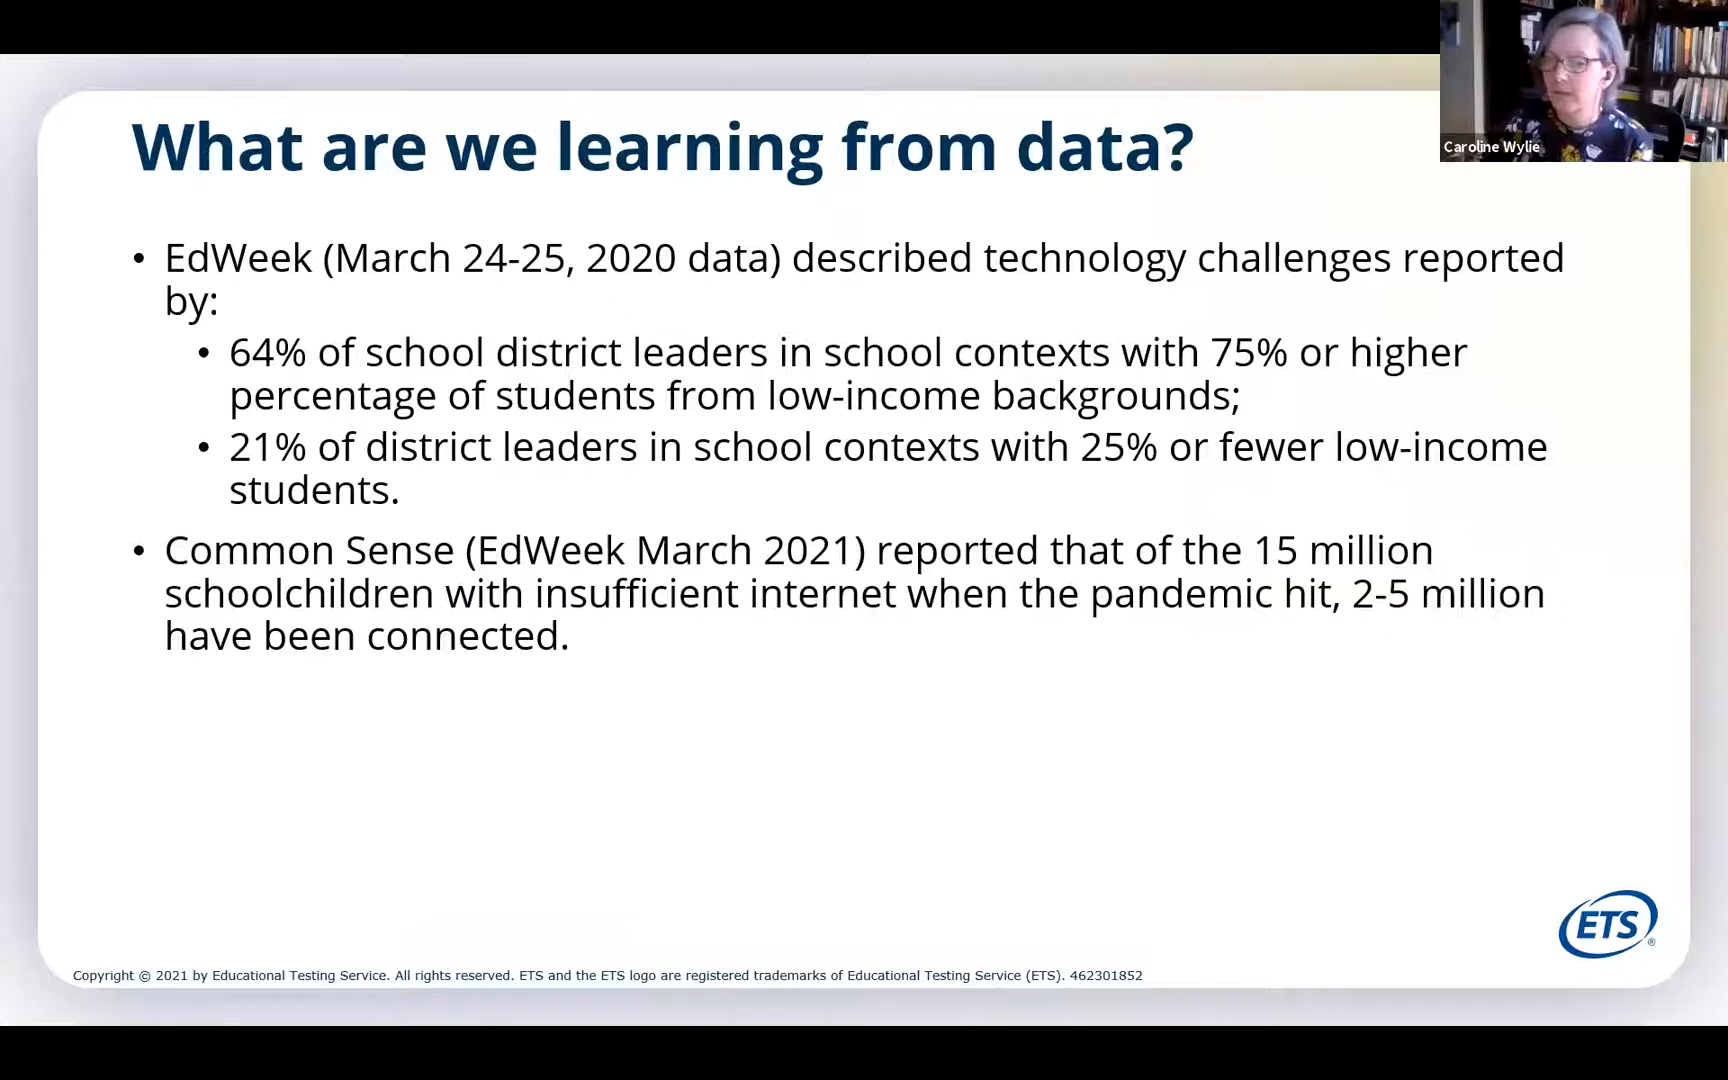 What are we learning from data?
Caroline Wylie
• EdWeek (March 24-25, 2020 data) described technology challenges reported
by:
• 64% of school district leaders in school contexts with 75% or higher
percentage of students from low-income backgrounds;
• 21% of district leaders in school contexts with 25% or fewer low-income
students.
• Common Sense (EdWeek March 2021) reported that of the 15 million
schoolchildren with insufficient internet when the pandemic hit, 2-5 million
have been connected.
ETS®
Copyright © 2021 by Educational Testing Service. All rights reserved. ETS and the ETS logo are registered trademarks of Educational Testing Service (ETS). 462301852